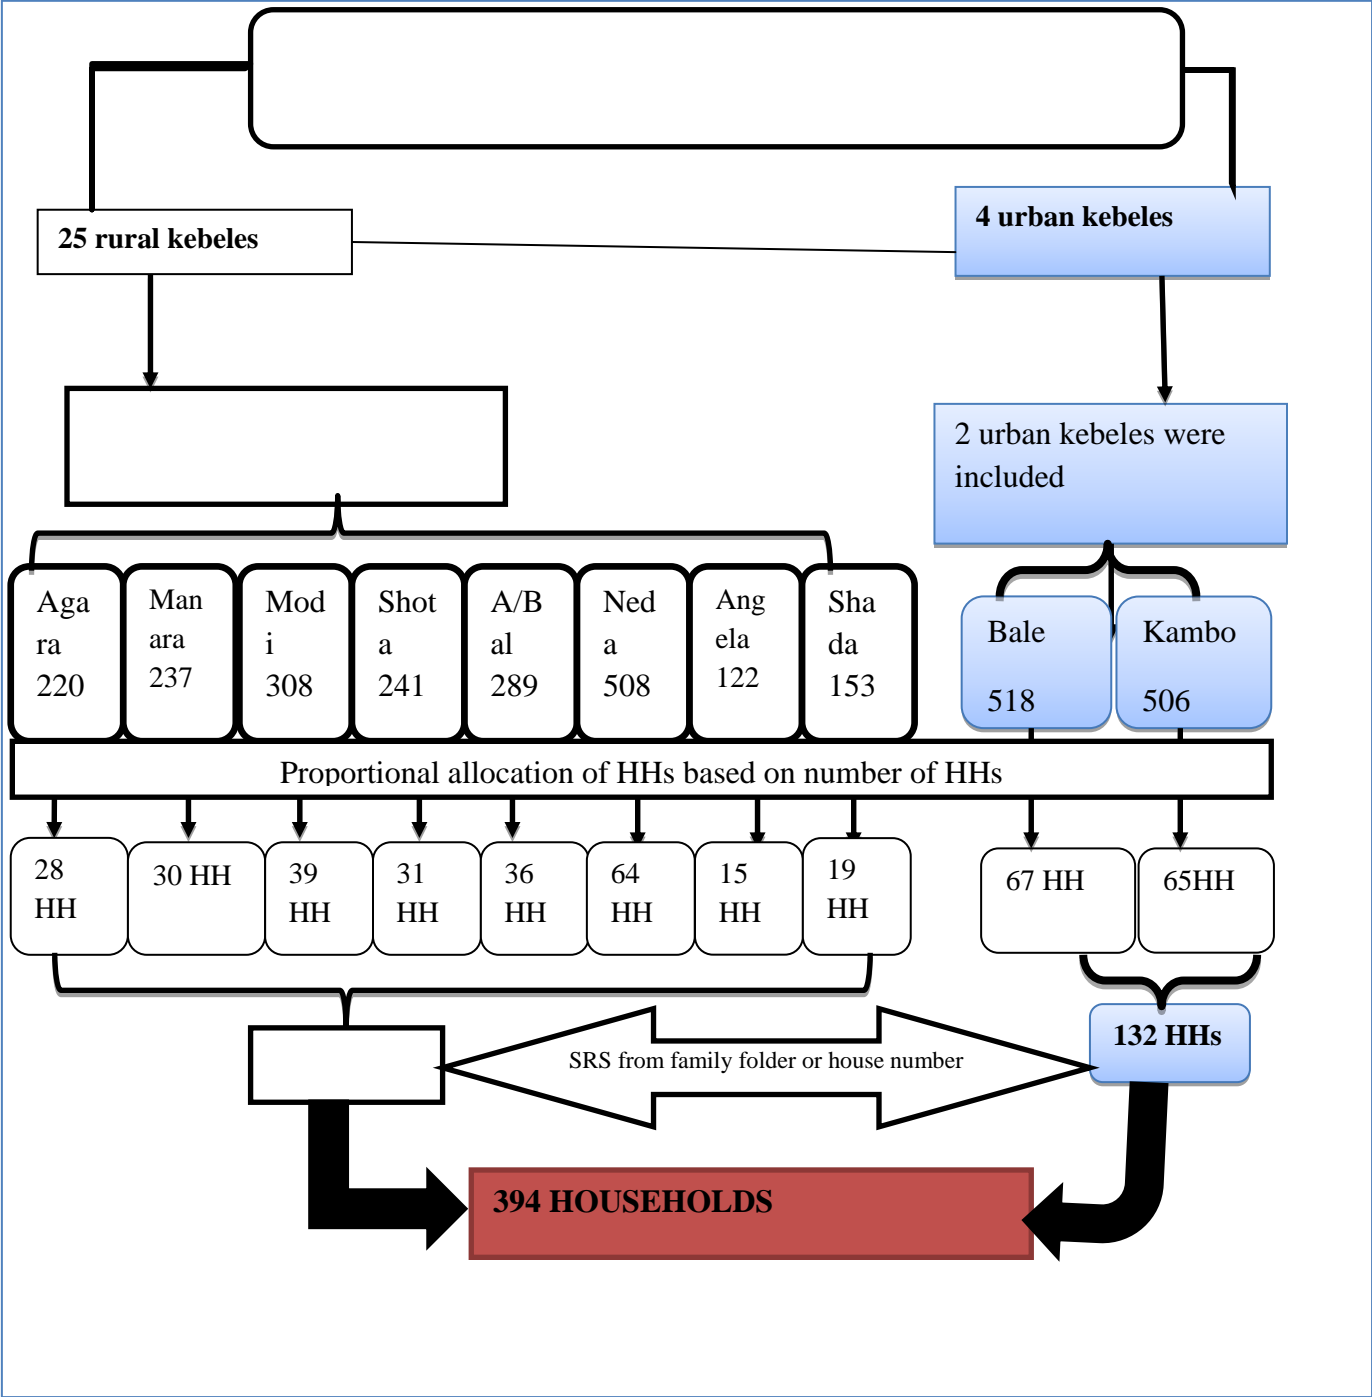 25 rural kebeles
4 urban kebeles
2 urban kebeles were
included
Aga
ra
220
Man
ara
237
Mod
i
308
Shot
a
241
A/B
al
289
Ned
a
508
Ang
ela
122
Sha
da
153
Bale
518
Kambo
506
Proportional allocation of HHs based on number of HHs
28
HH
30 HH
39
HH
31
HH
36
HH
64
HH
15
HH
19
HH
67 HH
65HH
SRS from family folder or house number
132 HHs
394 HOUSEHOLDS